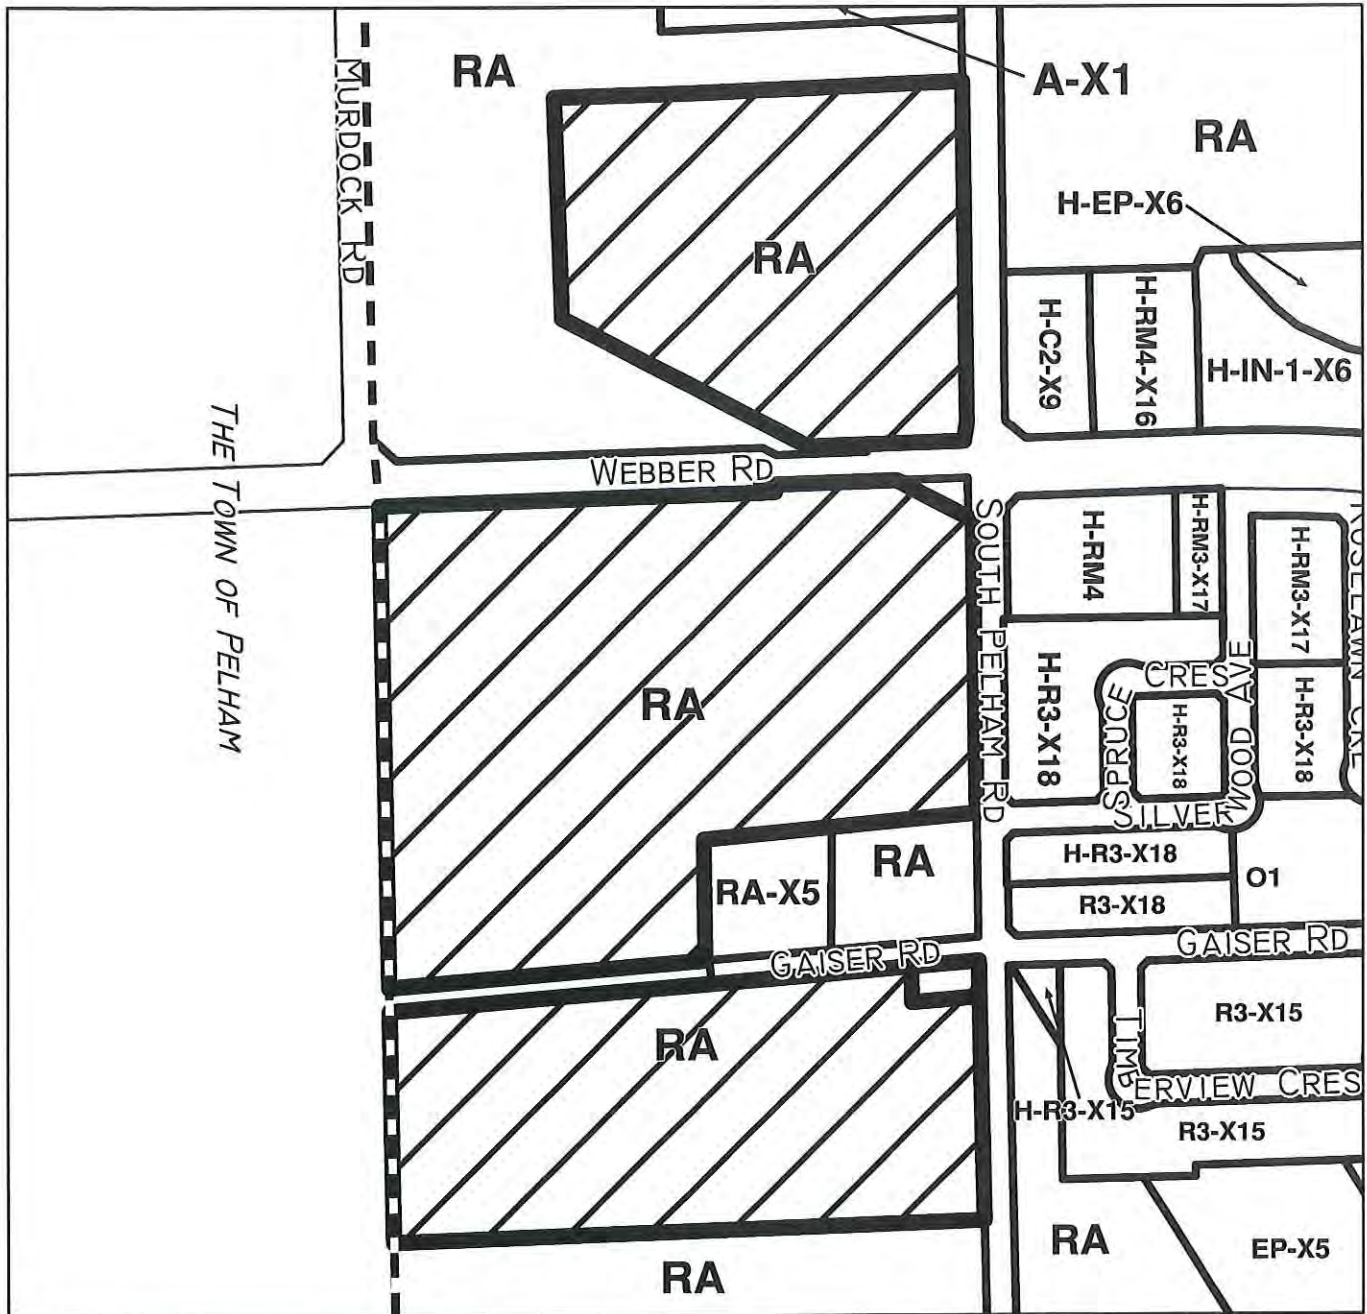 RA
A-X1
RA
MURDOCK RD
H-EP-X6
RA
H-C2-X9
H-RM4-X16
H-IN-1-X6
THE TOWN OF PELHAM
WEBBER RD
SOUTH PELHAM RD
H-RM4
H-RM3-X17
H-RM3-X17
RA
H-R3-X18
SPRUCE CRES
H-R3-X18
SILVERWOOD AVE
H-R3-X18
RA-X5
RA
H-R3-X18
R3-X18
O1
GAISER RD
GAISER RD
RA
R3-X15
TIMBERVIEW CRES
H-R3-X15
R3-X15
RA
RA
EP-X5